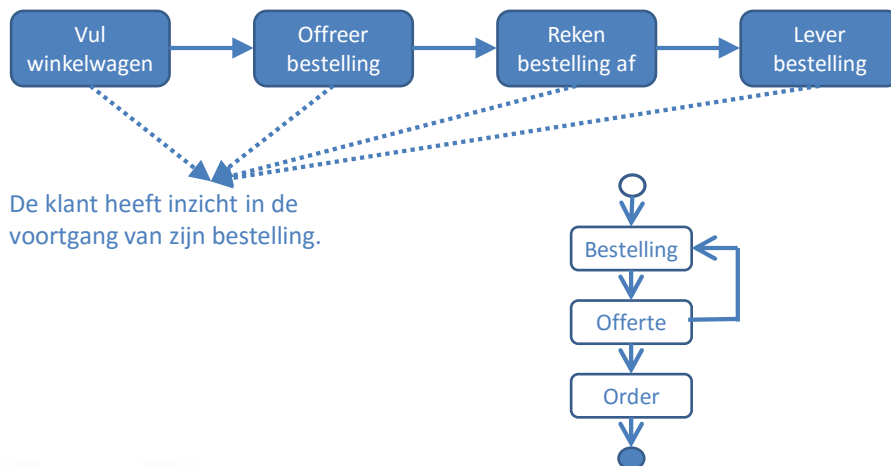 Vul
winkelwagen
Offreer
bestelling
Reken
bestelling af
Lever
bestelling
De klant heeft inzicht in de
voortgang van zijn bestelling.
Bestelling
Offerte
Order